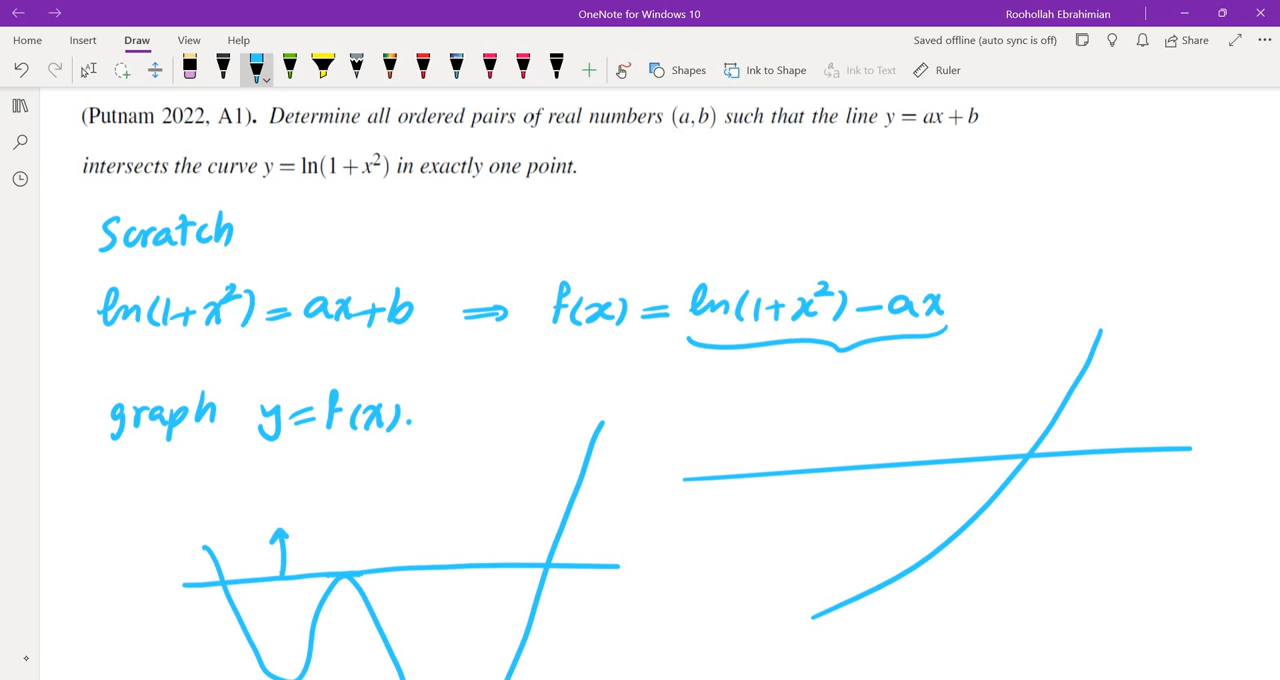 OneNote for Windows 10
Roohollah Ebrahimian
Home Insert Draw View Help
Saved offline (auto sync is off)
Share
Shapes
Ink to Shape
Ink to Text
Ruler
(Putnam 2022, A1). Determine all ordered pairs of real numbers (a,b) such that the line y = ax + b
intersects the curve y = ln(1 + x²) in exactly one point.
Scratch
ln(1+x²) = ax+b ⇒ f(x) = ln(1+x²) − ax
graph y=f(x).